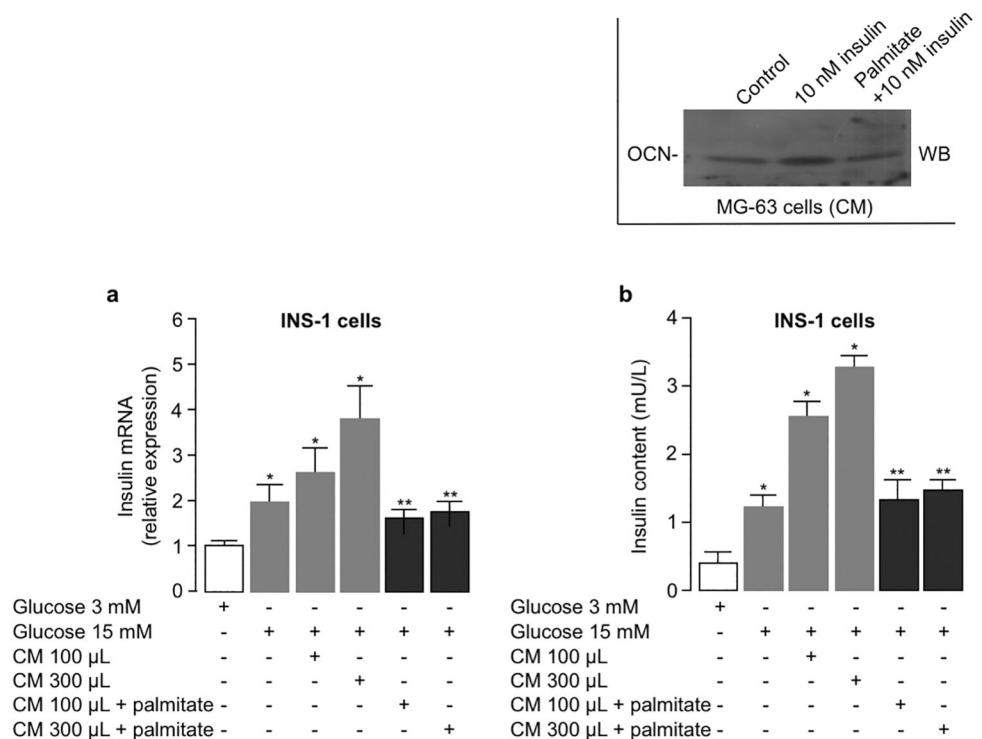 Control
10 nM insulin
Palmitate
+10 nM insulin
OCN-
WB
MG-63 cells (CM)
a
INS-1 cells
Insulin mRNA
(relative expression)
6
5
4
3
2
1
0
*
*
*
**
**
Glucose 3 mM + - - - - -
Glucose 15 mM - + + + + +
CM 100 µL - - + - - -
CM 300 µL - - - + - -
CM 100 µL + palmitate - - - - + -
CM 300 µL + palmitate - - - - - +
b
INS-1 cells
Insulin content (mU/L)
4
3
2
1
0
*
*
*
**
**
Glucose 3 mM + - - - - -
Glucose 15 mM - + + + + +
CM 100 µL - - + - - -
CM 300 µL - - - + - -
CM 100 µL + palmitate - - - - + -
CM 300 µL + palmitate - - - - - +